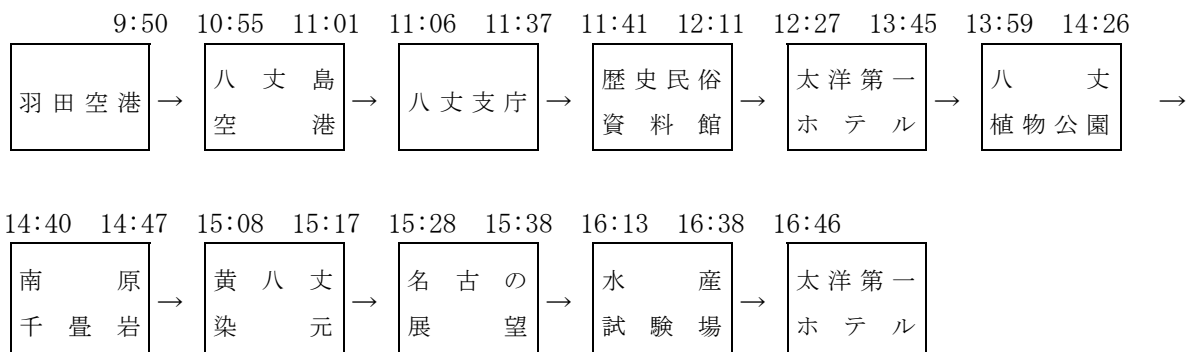 9:50 10:55 11:01 11:06 11:37 11:41 12:11 12:27 13:45 13:59 14:26
羽田空港 → 八丈島空港 → 八丈支庁 → 歴史民俗資料館 → 太洋第一ホテル → 八丈植物公園 →
14:40 14:47 15:08 15:17 15:28 15:38 16:13 16:38 16:46
南原千畳岩 → 黄八丈染元 → 名古の展望 → 水産試験場 → 太洋第一ホテル